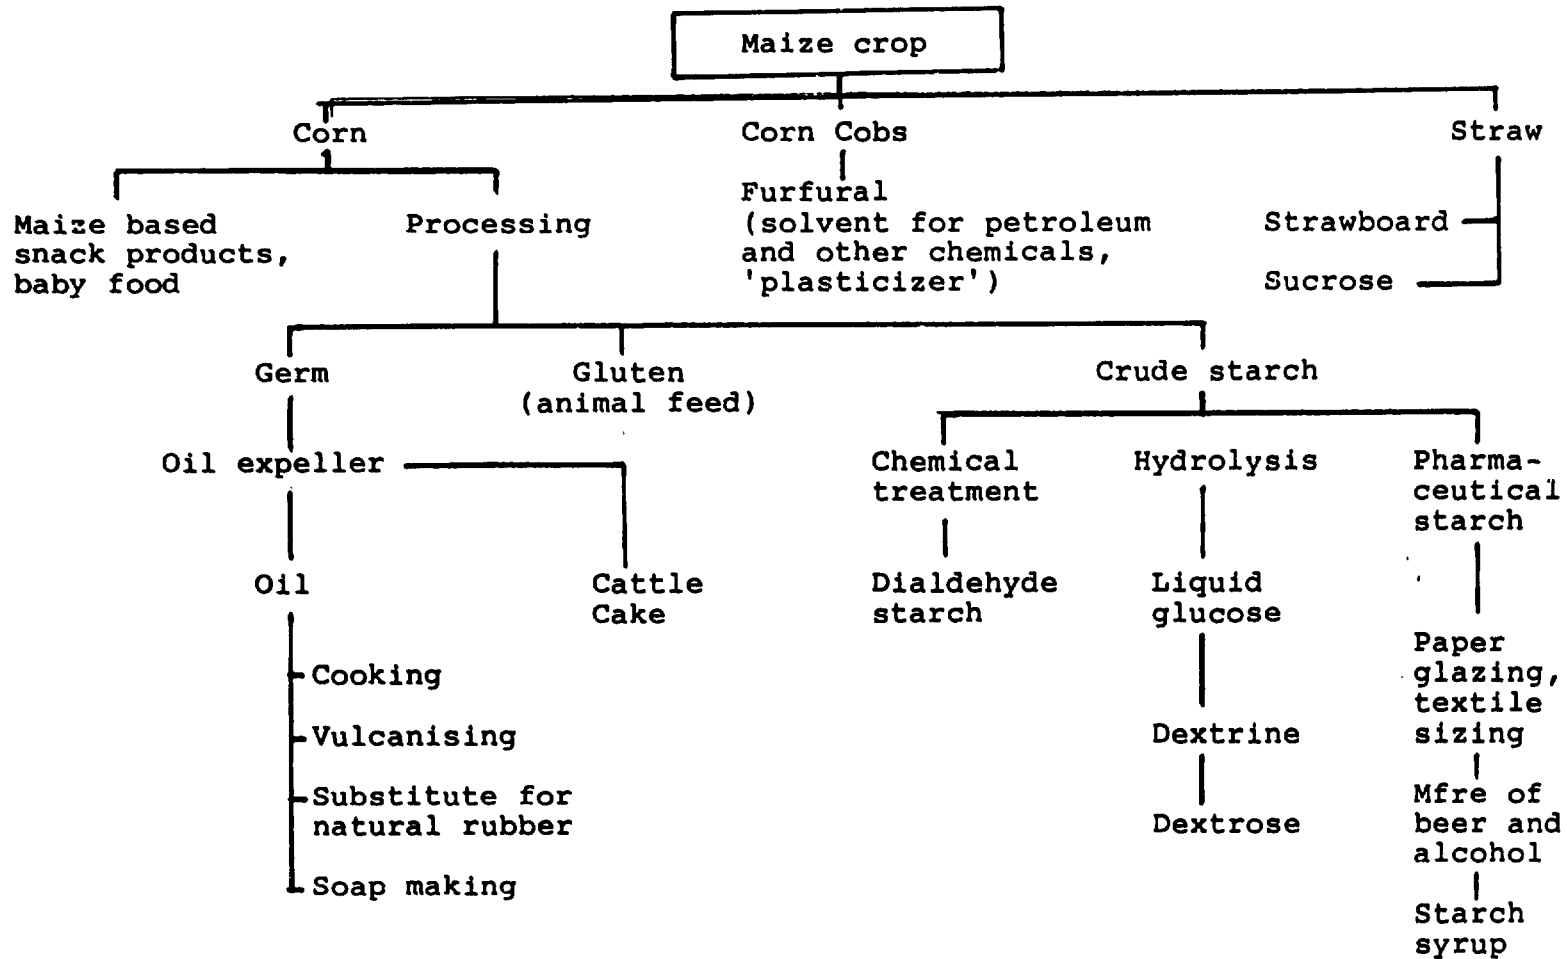 Maize crop
Corn
Corn Cobs
Straw
Maize based
snack products,
baby food
Processing
Furfural
(solvent for petroleum
and other chemicals,
'plasticizer')
Strawboard
Sucrose
Germ
Gluten
(animal feed)
Crude starch
Oil expeller
Chemical
treatment
Hydrolysis
Pharma-
ceutical
starch
Oil
Cattle
Cake
Dialdehyde
starch
Liquid
glucose
Paper
glazing,
textile
sizing
Cooking
Vulcanising
Substitute for
natural rubber
Soap making
Dextrine
Dextrose
Mfre of
beer and
alcohol
Starch
syrup